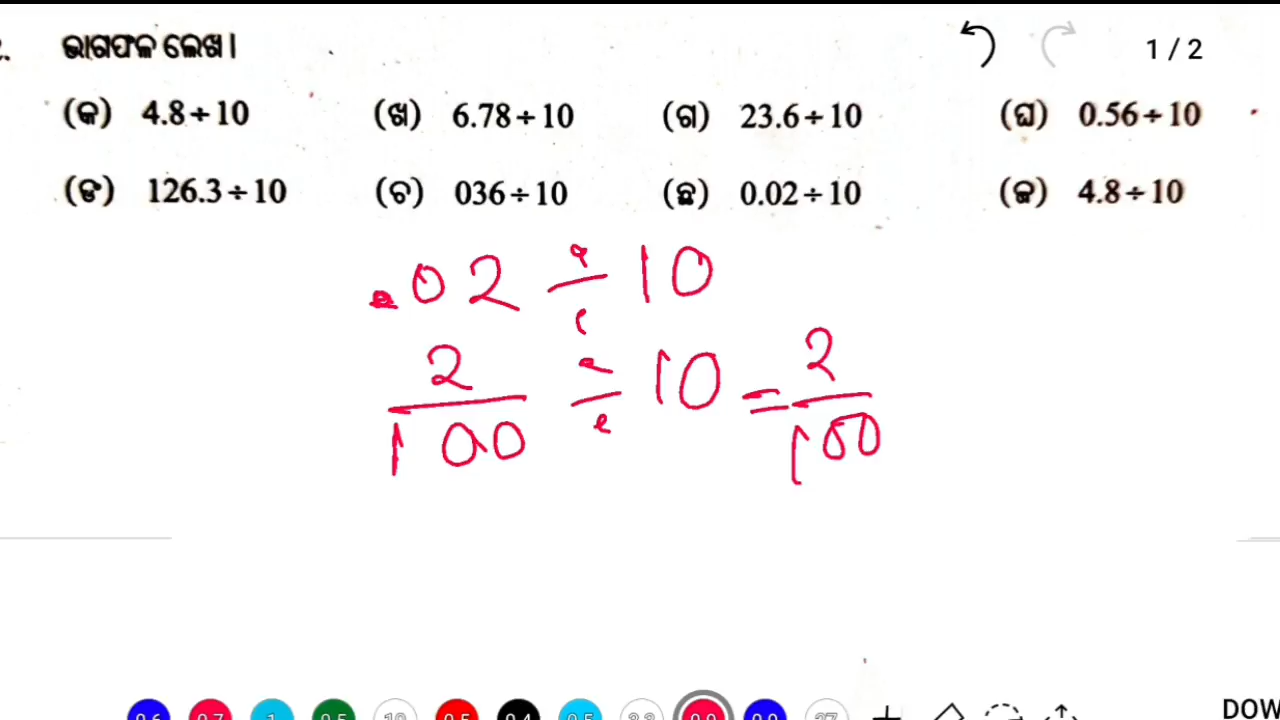 ଭାଗଫଳ ଲେଖ।
1 / 2
(କ) 4.8÷10 (ଖ) 6.78÷10 (ଗ) 23.6÷10 (ଘ) 0.56÷10
(ଙ) 126.3÷10 (ଚ) 036÷10 (ଛ) 0.02÷10 (ଜ) 4.8÷10
.02 ÷ 10
2/100 ÷ 10 = 2/100
DOW